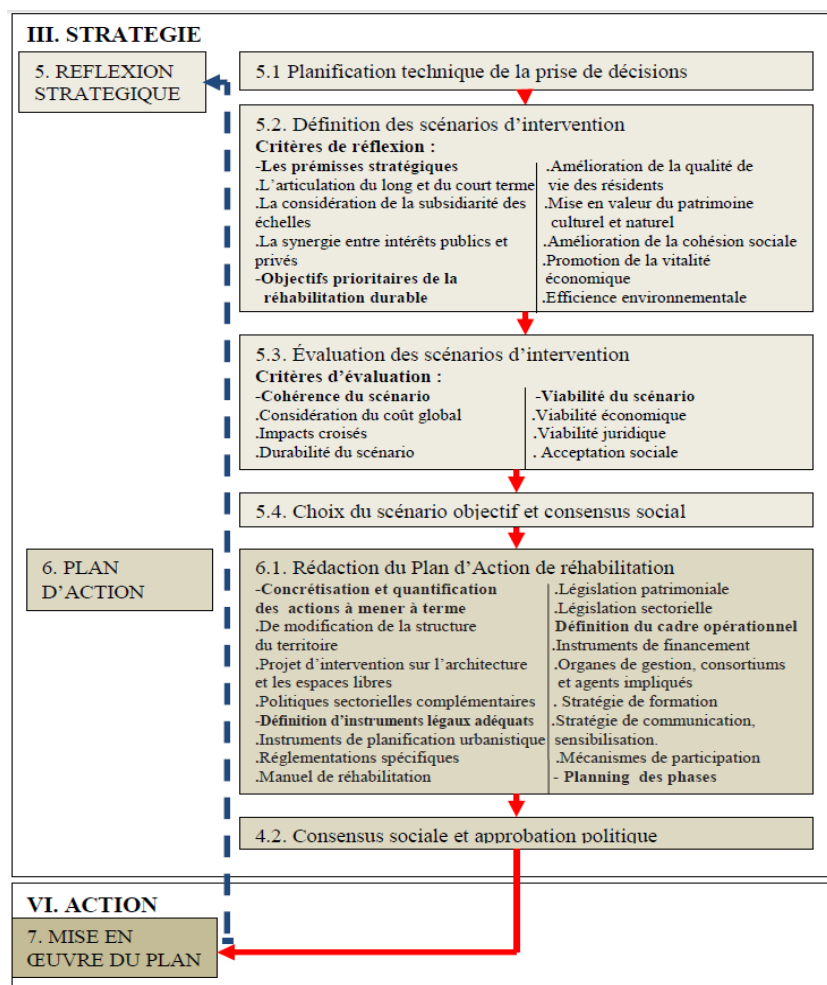 III. STRATEGIE
5. REFLEXION
STRATEGIQUE
5.1 Planification technique de la prise de décisions
5.2. Définition des scénarios d’intervention
Critères de réflexion :
-Les prémisses stratégiques
.L’articulation du long et du court terme
.La considération de la subsidiarité des
échelles
.La synergie entre intérêts publics et
privés
-Objectifs prioritaires de la
réhabilitation durable
.Amélioration de la qualité de
vie des résidents
.Mise en valeur du patrimoine
culturel et naturel
.Amélioration de la cohésion sociale
.Promotion de la vitalité
économique
.Efficience environnementale
5.3. Évaluation des scénarios d’intervention
Critères d’évaluation :
-Cohérence du scénario
.Considération du coût global
.Impacts croisés
.Durabilité du scénario
-Viabilité du scénario
.Viabilité économique
.Viabilité juridique
. Acceptation sociale
5.4. Choix du scénario objectif et consensus social
6. PLAN
D’ACTION
6.1. Rédaction du Plan d’Action de réhabilitation
-Concrétisation et quantification
des actions à mener à terme
.De modification de la structure
du territoire
.Projet d’intervention sur l’architecture
et les espaces libres
.Politiques sectorielles complémentaires
-Définition d’instruments légaux adéquats
.Instruments de planification urbanistique
.Réglementations spécifiques
.Manuel de réhabilitation
.Législation patrimoniale
.Législation sectorielle
Définition du cadre opérationnel
.Instruments de financement
.Organes de gestion, consortiums
et agents impliqués
. Stratégie de formation
.Stratégie de communication,
sensibilisation.
.Mécanismes de participation
- Planning des phases
4.2. Consensus sociale et approbation politique
VI. ACTION
7. MISE EN
ŒUVRE DU PLAN